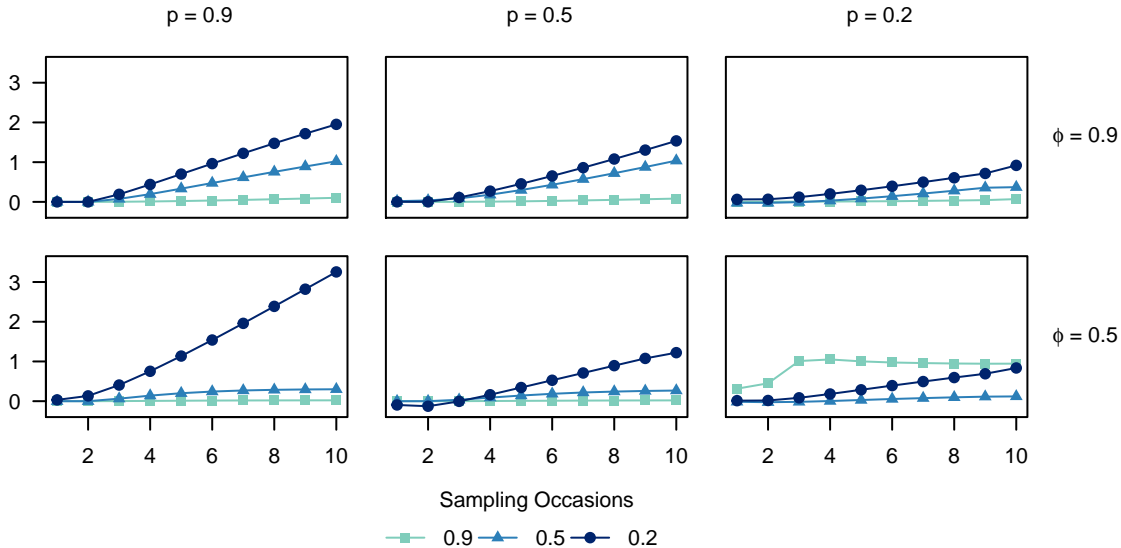 p = 0.9
p = 0.5
p = 0.2
3
2
1
0
ϕ = 0.9
3
2
1
0
ϕ = 0.5
2 4 6 8 10
2 4 6 8 10
2 4 6 8 10
Sampling Occasions
0.9 0.5 0.2